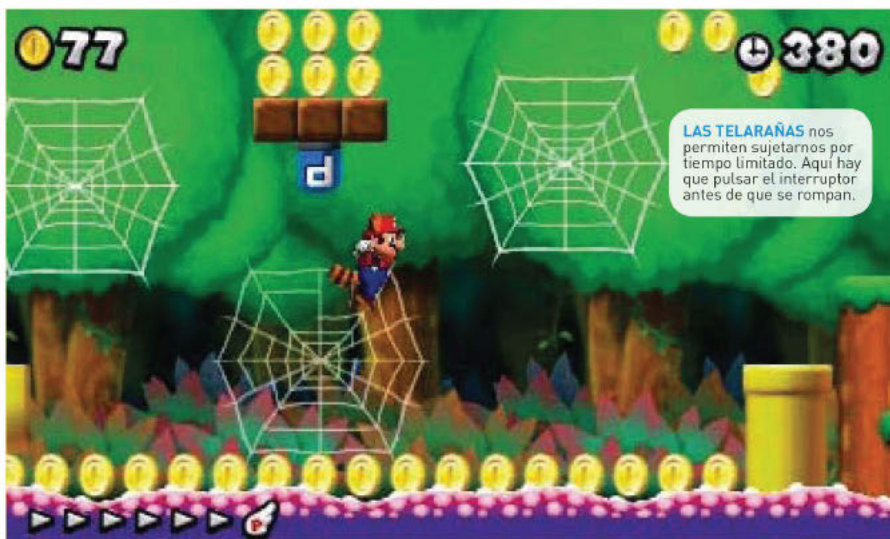 77
380
LAS TELARAÑAS nos
permiten sujetarnos por
tiempo limitado. Aquí hay
que pulsar el interruptor
antes de que se rompan.
P